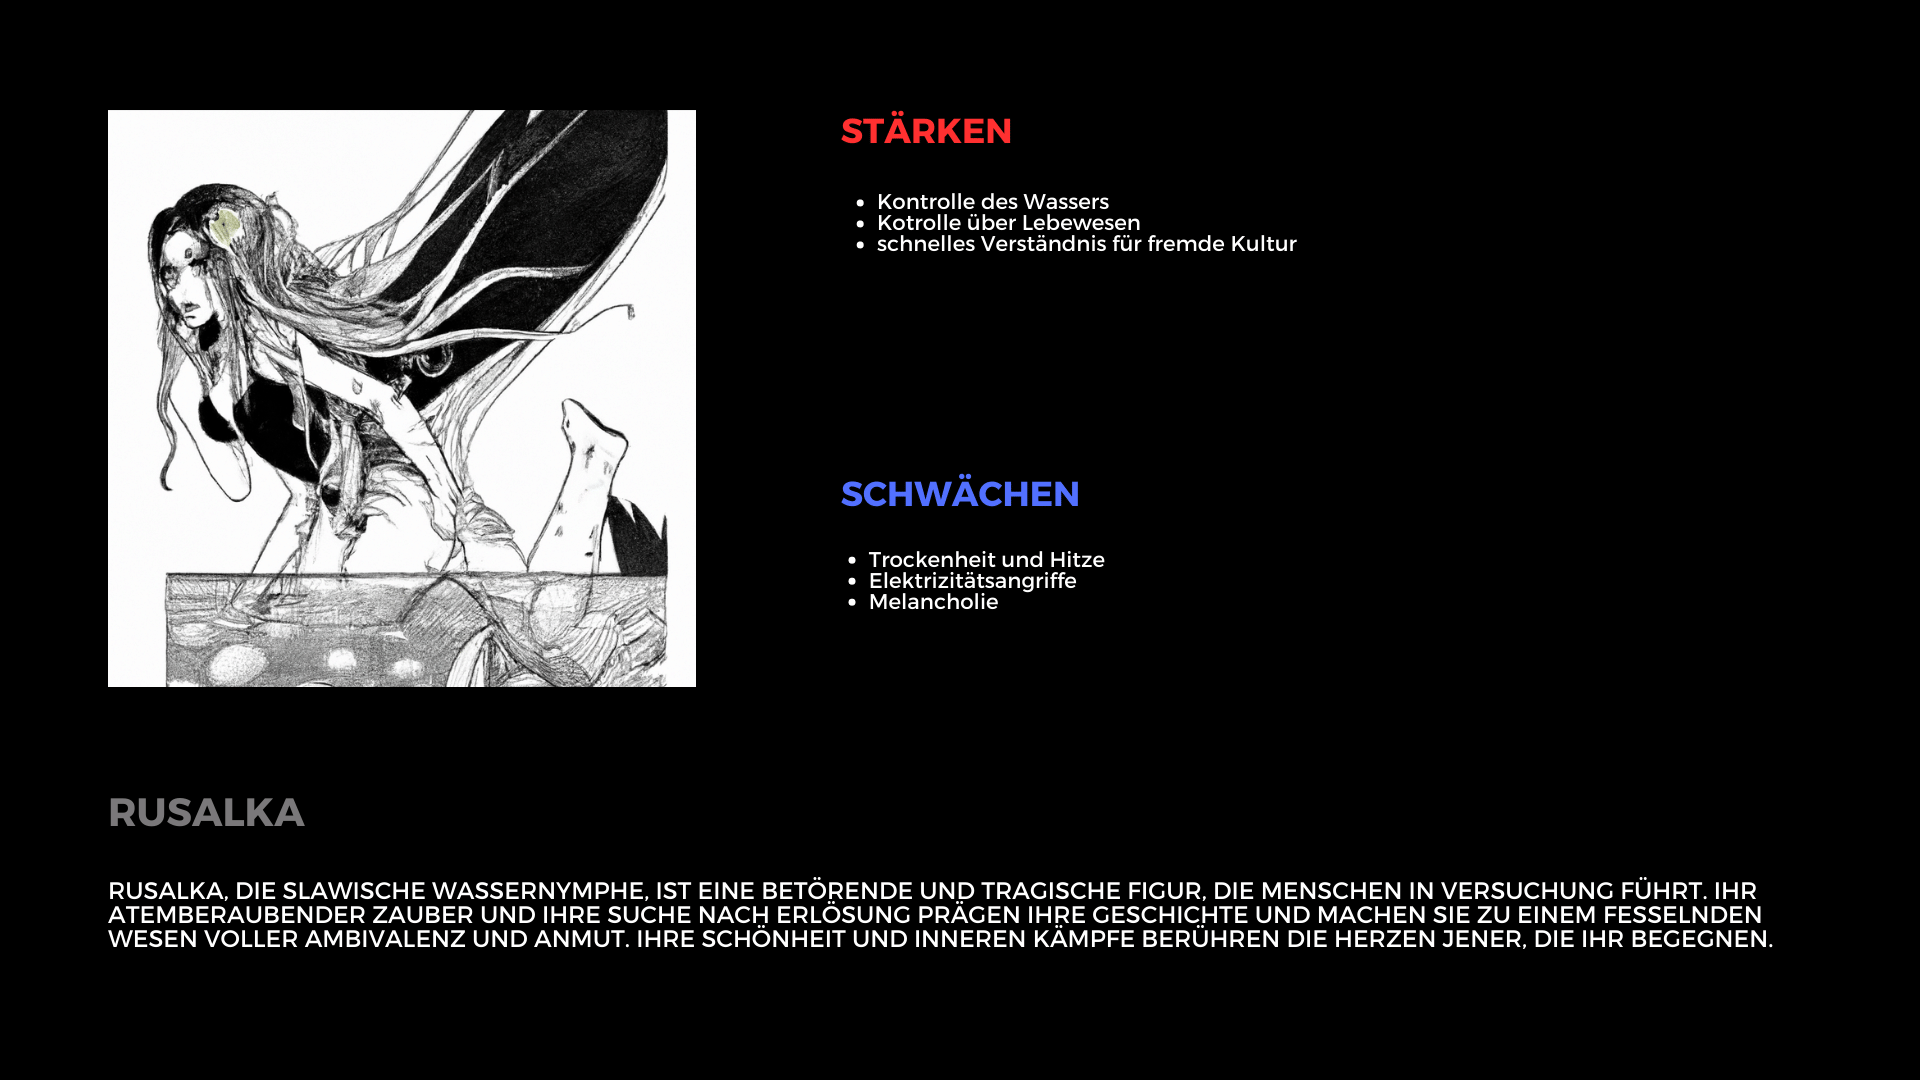 STÄRKEN
• Kontrolle des Wassers
• Kotrolle über Lebewesen
• schnelles Verständnis für fremde Kultur
SCHWÄCHEN
• Trockenheit und Hitze
• Elektrizitätsangriffe
• Melancholie
RUSALKA
RUSALKA, DIE SLAWISCHE WASSERNYMPHE, IST EINE BETÖRENDE UND TRAGISCHE FIGUR, DIE MENSCHEN IN VERSUCHUNG FÜHRT. IHR
ATEMBERAUBENDER ZAUBER UND IHRE SUCHE NACH ERLÖSUNG PRÄGEN IHRE GESCHICHTE UND MACHEN SIE ZU EINEM FESSELNDEN
WESEN VOLLER AMBIVALENZ UND ANMUT. IHRE SCHÖNHEIT UND INNEREN KÄMPFE BERÜHREN DIE HERZEN JENER, DIE IHR BEGEGNEN.